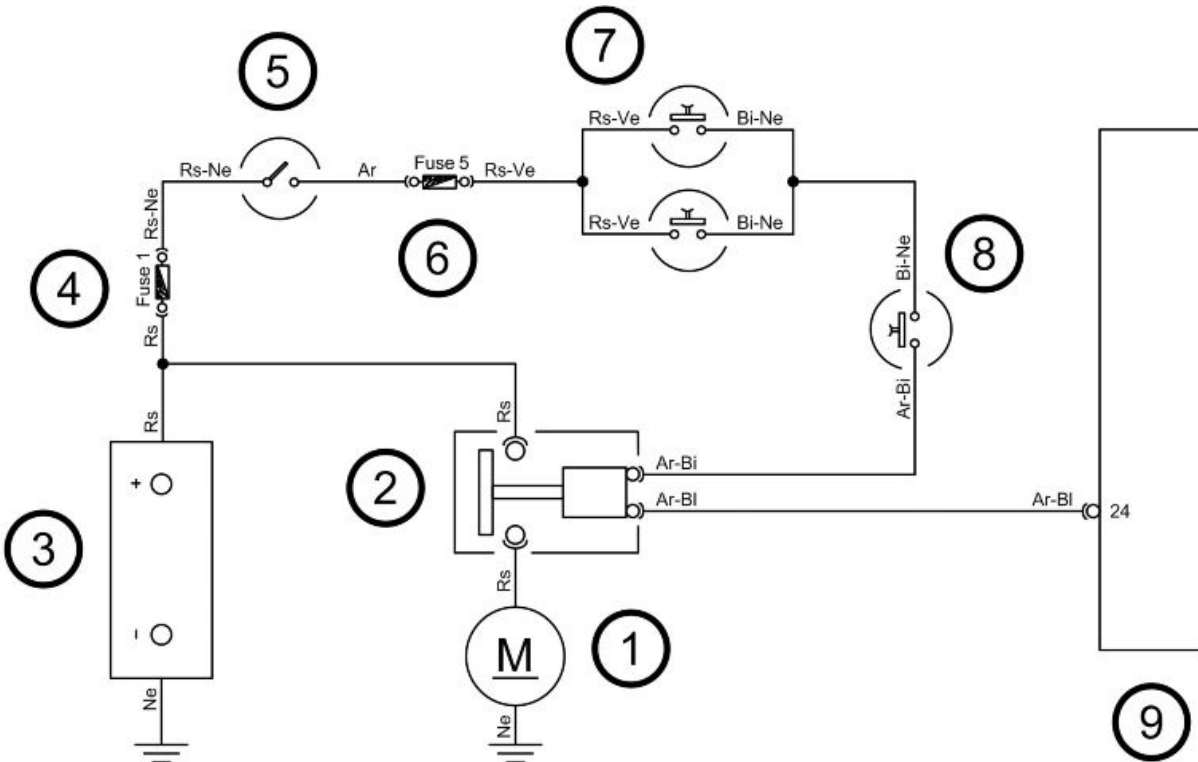 7
5
Rs-Ve
Bi-Ne
Rs-Ne
Ar
Fuse 5
Rs-Ve
Rs-Ne
Rs-Ve
Bi-Ne
4
Fuse 1
6
Bi-Ne
8
Rs
Ar-Bi
Rs
Rs
2
Ar-Bi
Ar-Bl
Ar-Bl
24
+
3
-
Rs
M
1
Ne
Ne
9